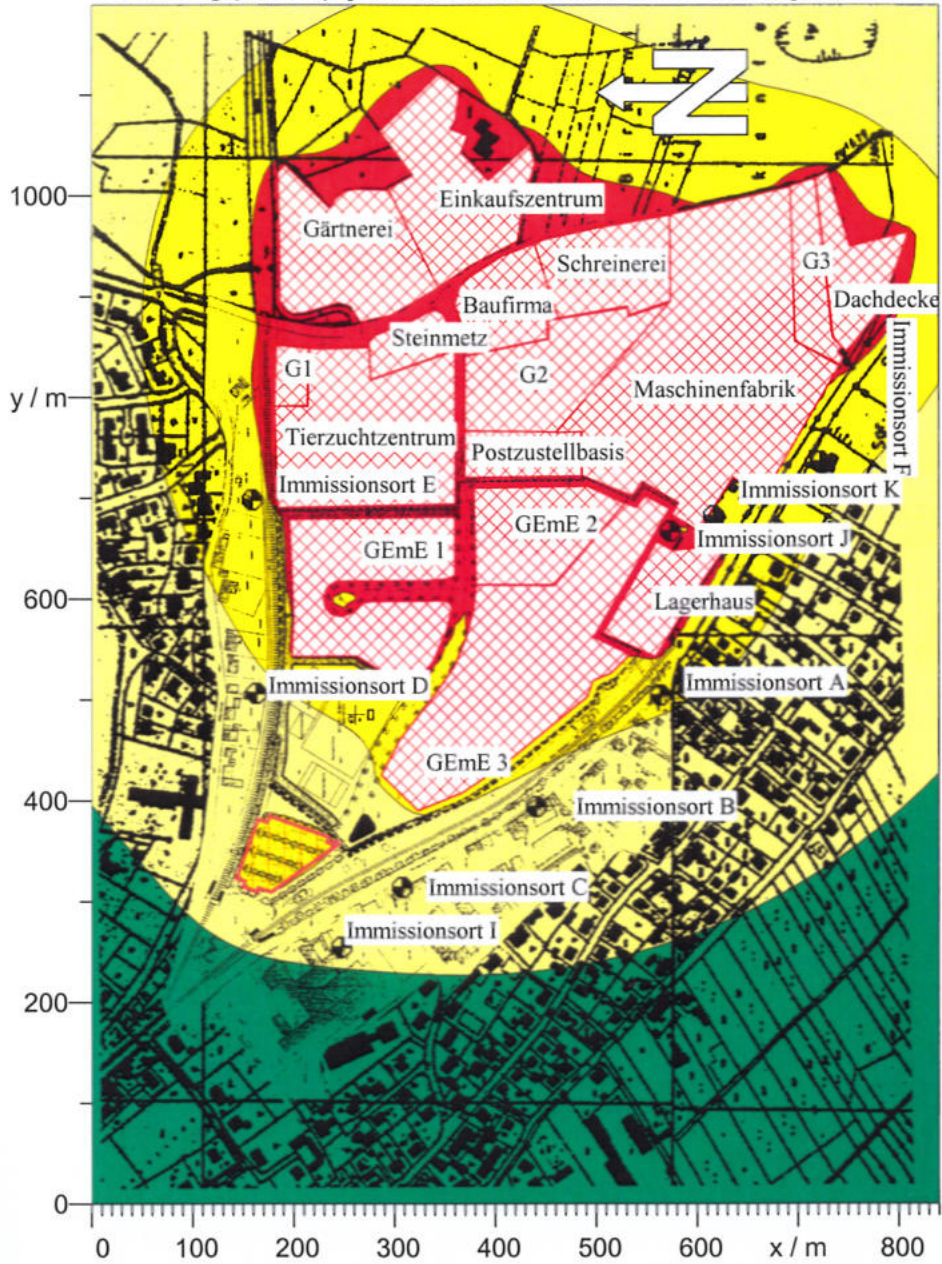 N
1000
Einkaufszentrum
Gärtnerei
Schreinerei
G3
Baufirma
Dachdecke
Steinmetz
G1
G2
Maschinenfabrik
y / m
Immissionsort F
Tierzuchtzentrum
Postzustellbasis
Immissionsort E
Immissionsort K
GEmE 2
GEmE 1
Immissionsort J
600
Lagerhaus
Immissionsort D
Immissionsort A
GEmE 3
400
Immissionsort B
Immissionsort C
Immissionsort I
200
0
0 100 200 300 400 500 600 x / m 800